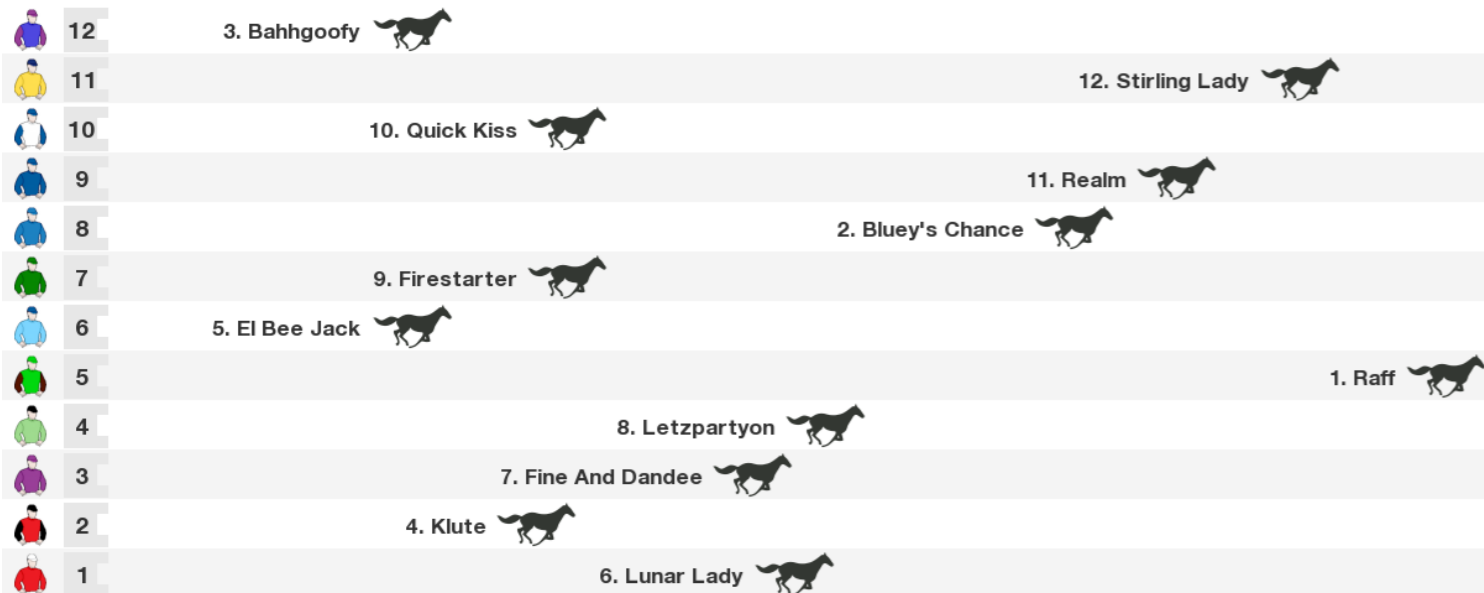 12 3. Bahhgoofy
11 12. Stirling Lady
10 10. Quick Kiss
9 11. Realm
8 2. Bluey's Chance
7 9. Firestarter
6 5. El Bee Jack
5 1. Raff
4 8. Letzpartyon
3 7. Fine And Dandee
2 4. Klute
1 6. Lunar Lady